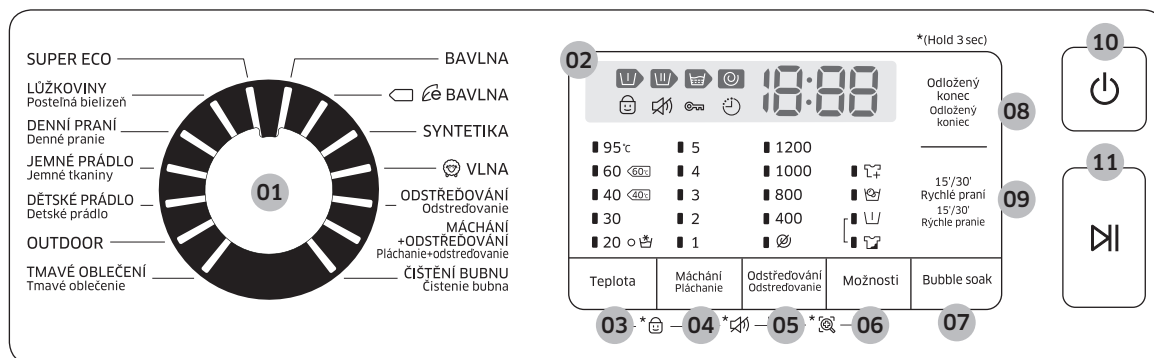 SUPER ECO
LŮŽKOVINY
Posteľná bielizeň
DENNÍ PRANÍ
Denné pranie
JEMNÉ PRÁDLO
Jemné tkaniny
DĚTSKÉ PRÁDLO
Detské prádlo
OUTDOOR
TMAVÉ OBLEČENÍ
Tmavé oblečenie
01
BAVLNA
BAVLNA
SYNTETIKA
VLNA
ODSTŘEĎOVÁNÍ
Odstreďovanie
MÁCHÁNÍ
+ODSTŘEĎOVÁNÍ
Pláchanie+odstreďovanie
ČIŠTĚNÍ BUBNU
Čistenie bubna
02
18:88
*(Hold 3 sec)
95℃ 5 1200
60 60℃ 4 1000
40 40℃ 3 800
30 2 400
20 1
Teplota
Máchání
Pláchanie
Odstřeďování
Odstreďovanie
Možnosti
Bubble soak
Odložený
konec
Odložený
koniec
08
15'/30'
Rychlé praní
15'/30'
Rýchle pranie
09
03 * 04 * 05 * 06
07
10
11